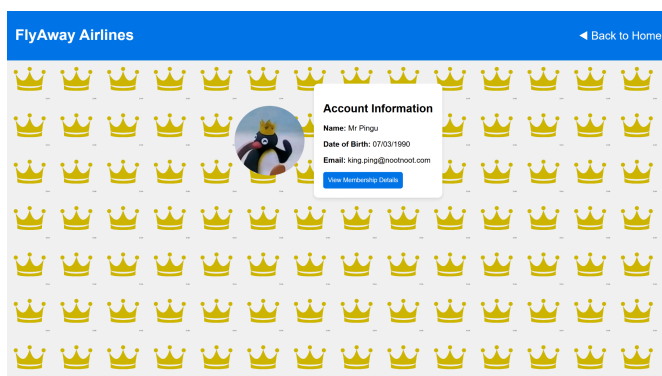 FlyAway Airlines
◀ Back to Home
Account Information
Name: Mr Pingu
Date of Birth: 07/03/1990
Email: king.ping@nootnoot.com
View Membership Details